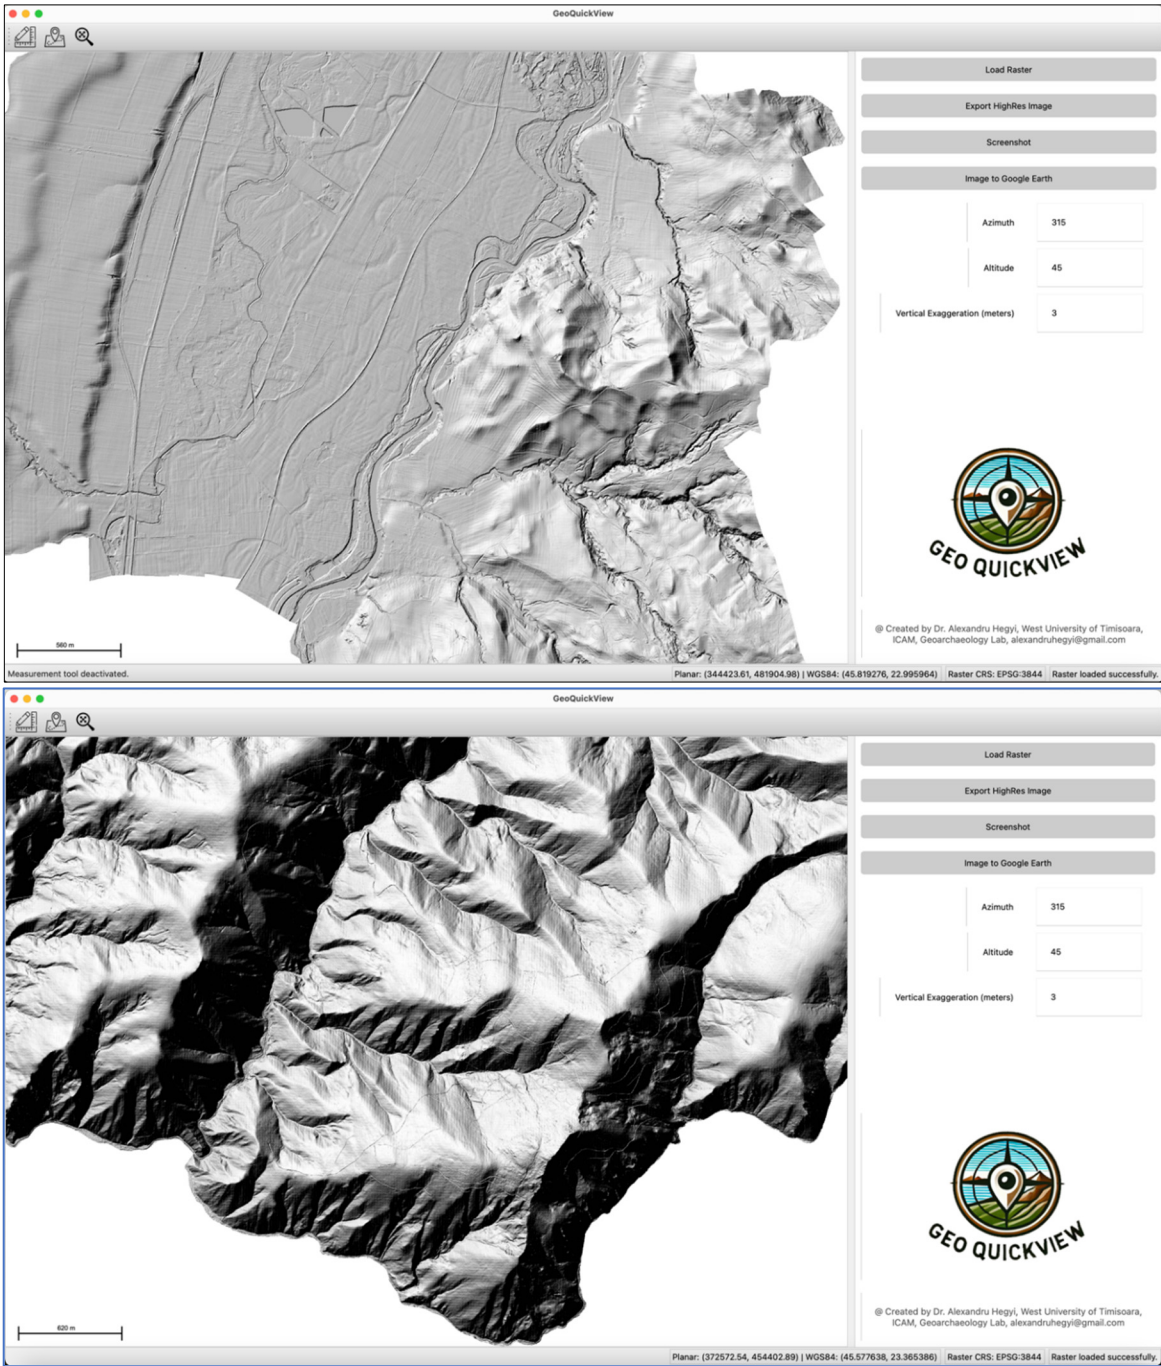 GeoQuickView
Load Raster
Export HighRes Image
Screenshot
Image to Google Earth
Azimuth 315
Altitude 45
Vertical Exaggeration (meters) 3
GEO QUICKVIEW
@ Created by Dr. Alexandru Hegyi, West University of Timisoara,
ICAM, Geoarchaeology Lab, alexandruhegyi@gmail.com
560 m
Measurement tool deactivated. Planar: (344423.61, 481904.98) | WGS84: (45.819276, 22.995964) Raster CRS: EPSG:3844 Raster loaded successfully.
GeoQuickView
Load Raster
Export HighRes Image
Screenshot
Image to Google Earth
Azimuth 315
Altitude 45
Vertical Exaggeration (meters) 3
GEO QUICKVIEW
@ Created by Dr. Alexandru Hegyi, West University of Timisoara,
ICAM, Geoarchaeology Lab, alexandruhegyi@gmail.com
620 m
Planar: (372572.54, 454402.89) | WGS84: (45.577638, 23.365386) Raster CRS: EPSG:3844 Raster loaded successfully.